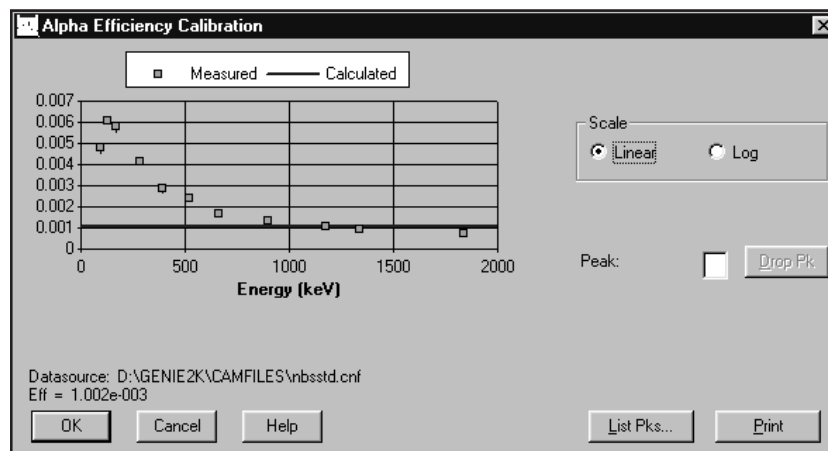 Alpha Efficiency Calibration
Measured Calculated
0.007
0.006
0.005
0.004
0.003
0.002
0.001
0
0 500 1000 1500 2000
Energy (keV)
Scale
Linear Log
Peak: Drop Pk
Datasource: D:\GENIE2K\CAMFILES\nbsstd.cnf
Eff = 1.002e-003
OK Cancel Help List Pks... Print